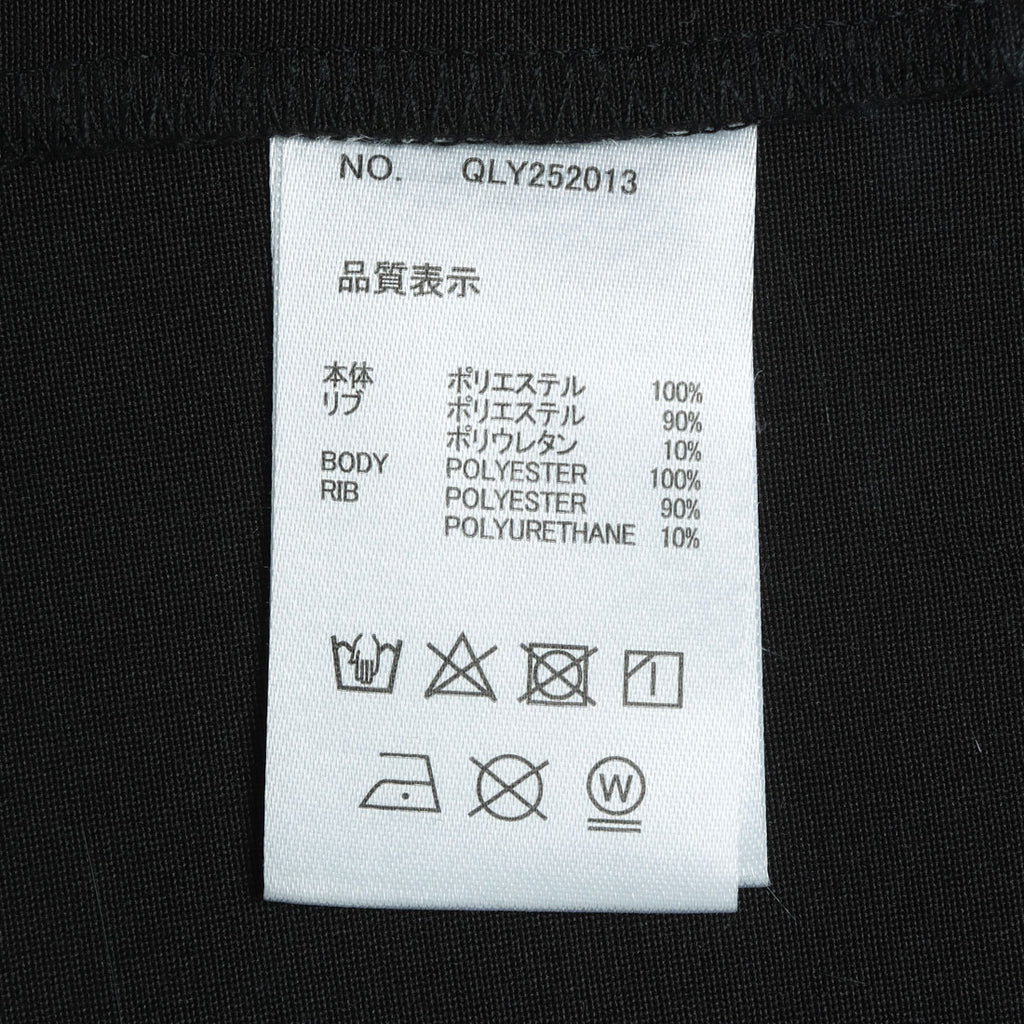 NO. QLY252013
品質表示
本体 ポリエステル 100%
リブ ポリエステル 90%
ポリウレタン 10%
BODY POLYESTER 100%
RIB POLYESTER 90%
POLYURETHANE 10%
W